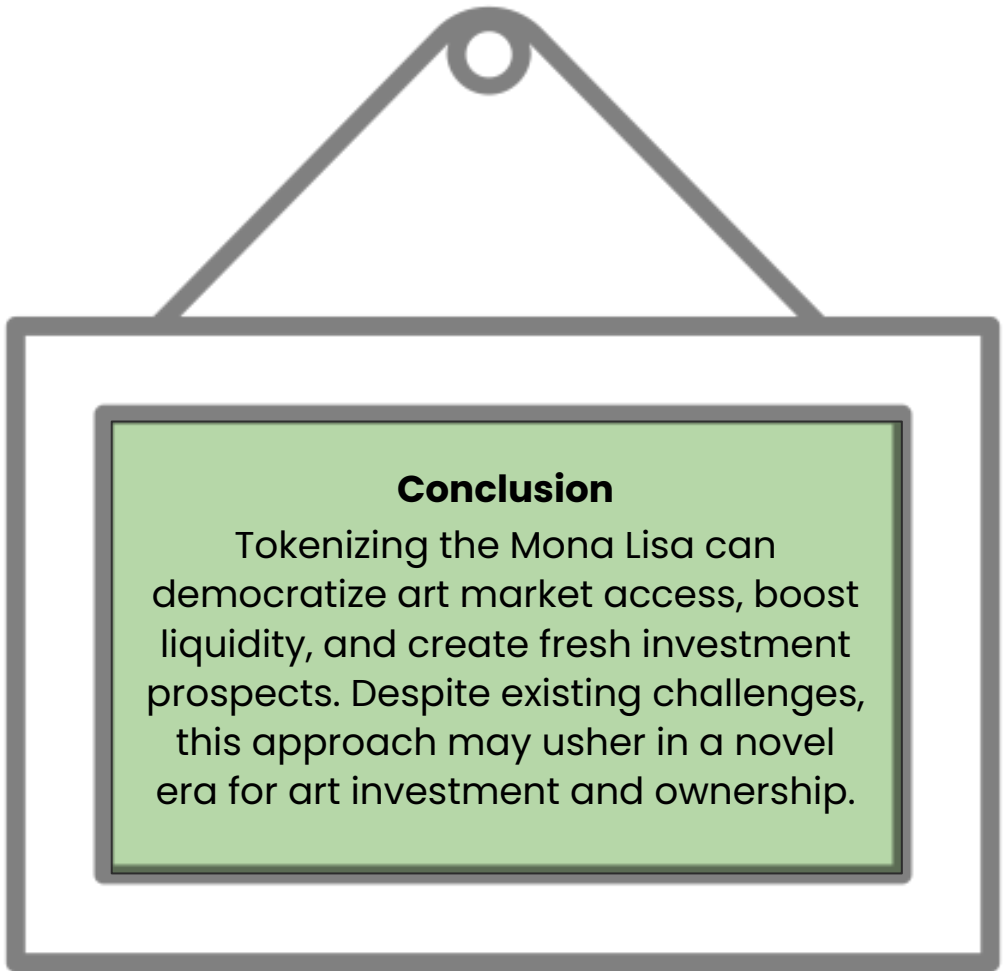 Conclusion
Tokenizing the Mona Lisa can
democratize art market access, boost
liquidity, and create fresh investment
prospects. Despite existing challenges,
this approach may usher in a novel
era for art investment and ownership.